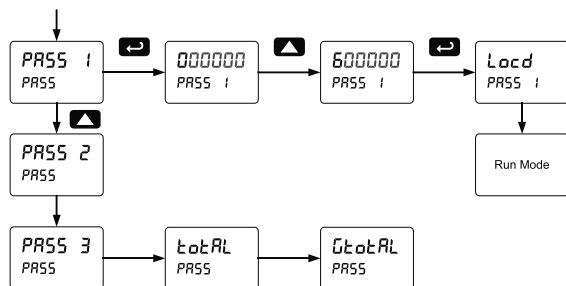 PASS 1
PASS
000000
PASS 1
600000
PASS 1
Locd
PASS 1
PASS 2
PASS
Run Mode
PASS 3
PASS
totAL
PASS
GtotAL
PASS